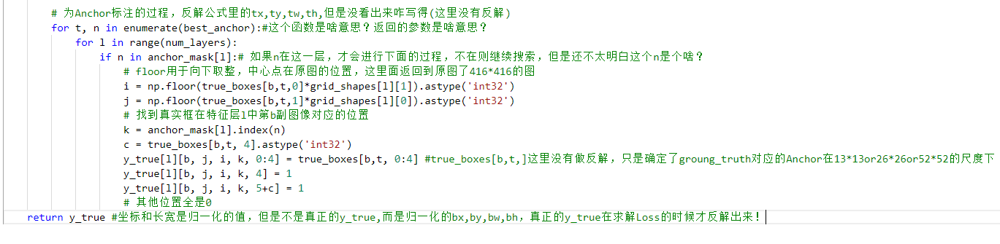 # 为Anchor标注的过程，反解公式里的tx,ty,tw,th,但是没看出来咋写得(这里没有反解)
for t, n in enumerate(best_anchor):#这个函数是啥意思？返回的参数是啥意思？
for l in range(num_layers):
if n in anchor_mask[l]:# 如果n在这一层，才会进行下面的过程，不在则继续搜索，但是还不太明白这个n是个啥？
# floor用于向下取整，中心点在原图的位置，这里面返回到原图了416*416的图
i = np.floor(true_boxes[b,t,0]*grid_shapes[l][1]).astype('int32')
j = np.floor(true_boxes[b,t,1]*grid_shapes[l][0]).astype('int32')
# 找到真实框在特征层l中第b副图像对应的位置
k = anchor_mask[l].index(n)
c = true_boxes[b,t, 4].astype('int32')
y_true[l][b, j, i, k, 0:4] = true_boxes[b,t, 0:4] #true_boxes[b,t,]这里没有做反解，只是确定了groung_truth对应的Anchor在13*13or26*26or52*52的尺度下
y_true[l][b, j, i, k, 4] = 1
y_true[l][b, j, i, k, 5+c] = 1
# 其他位置全是0
return y_true #坐标和长宽是归一化的值，但是不是真正的y_true,而是归一化的bx,by,bw,bh，真正的y_true在求解Loss的时候才反解出来！